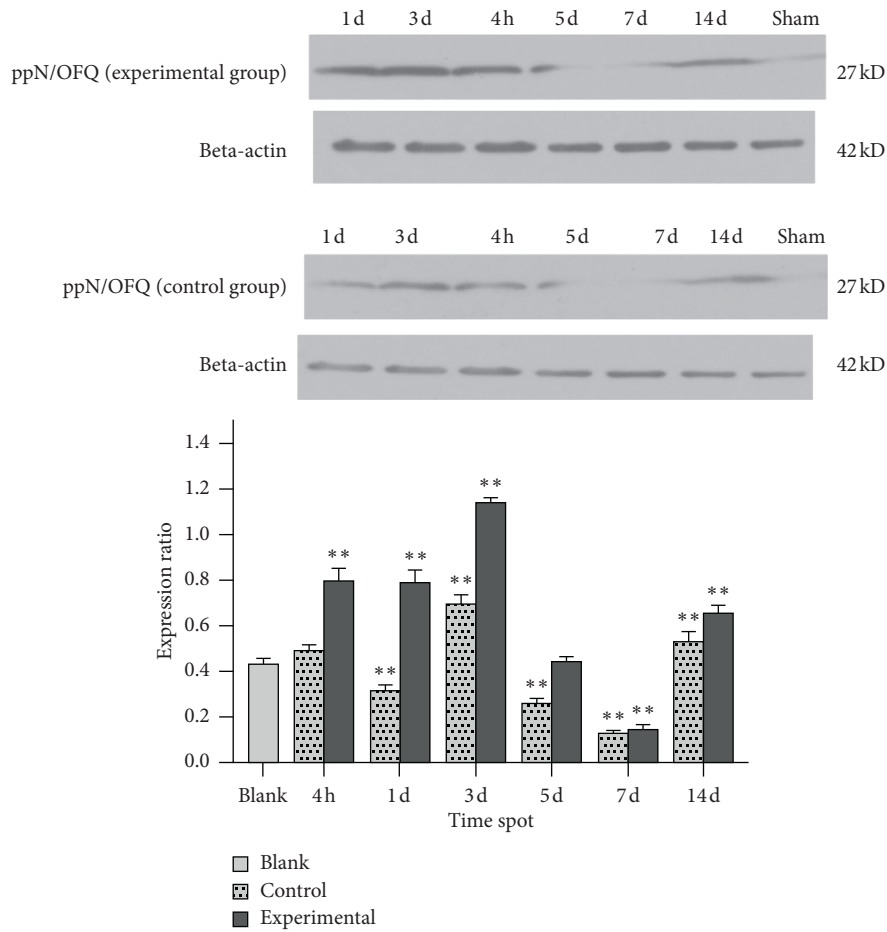 1 d 3 d 4 h 5 d 7 d 14 d Sham
ppN/OFQ (experimental group) 27 kD
Beta-actin 42 kD
1 d 3 d 4 h 5 d 7 d 14 d Sham
ppN/OFQ (control group) 27 kD
Beta-actin 42 kD
Expression ratio
1.4
1.2
1.0
0.8
0.6
0.4
0.2
0.0
** ** ** ** ** ** ** ** ** **
Blank 4 h 1 d 3 d 5 d 7 d 14 d
Time spot
Blank
Control
Experimental